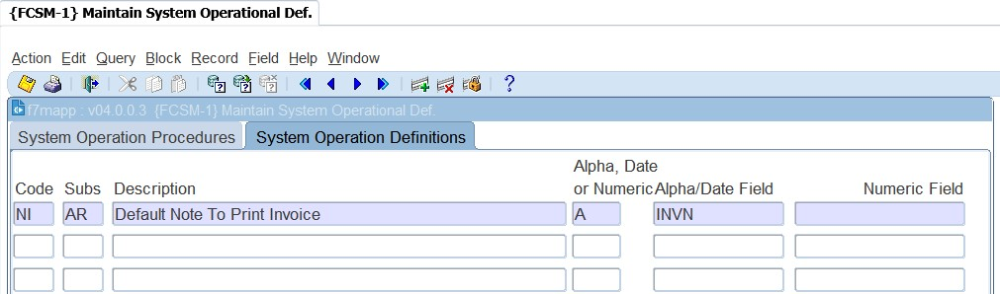 {FCSM-1} Maintain System Operational Def.
Action Edit Query Block Record Field Help Window
f7mapp : v04.0.0.3 {FCSM-1} Maintain System Operational Def.
System Operation Procedures System Operation Definitions
Alpha, Date
Code Subs Description or Numeric Alpha/Date Field Numeric Field
NI AR Default Note To Print Invoice A INVN